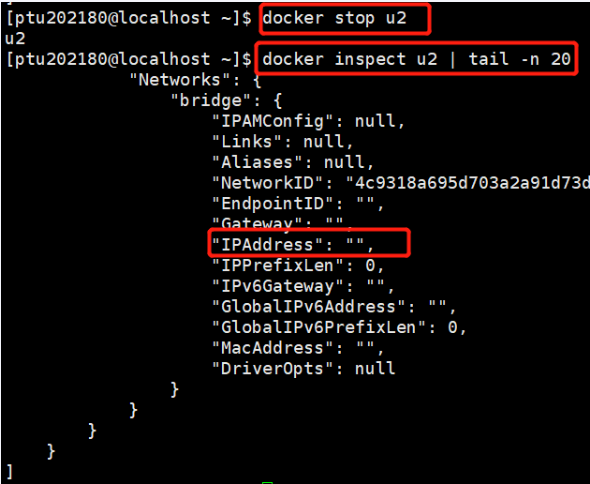 [ptu202180@localhost ~]$ docker stop u2
u2
[ptu202180@localhost ~]$ docker inspect u2 | tail -n 20
            "Networks": {
                "bridge": {
                    "IPAMConfig": null,
                    "Links": null,
                    "Aliases": null,
                    "NetworkID": "4c9318a695d703a2a91d73d
                    "EndpointID": "",
                    "Gateway": "",
                    "IPAddress": "",
                    "IPPrefixLen": 0,
                    "IPv6Gateway": "",
                    "GlobalIPv6Address": "",
                    "GlobalIPv6PrefixLen": 0,
                    "MacAddress": "",
                    "DriverOpts": null
                }
            }
        }
    }
]